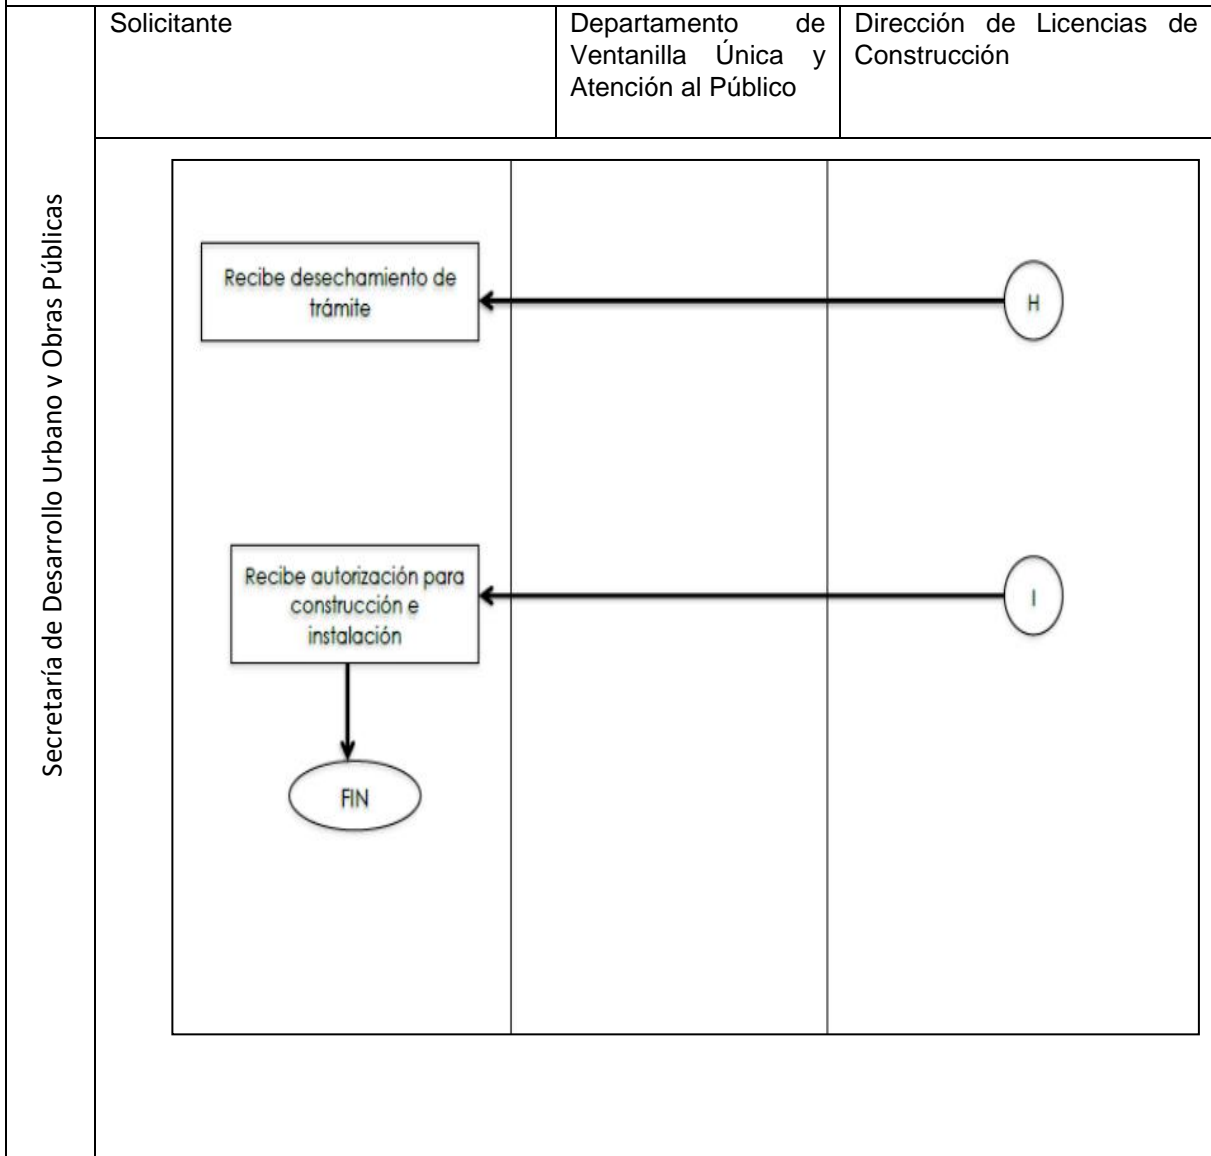 Solicitante
Departamento de
Ventanilla Única y
Atención al Público
Dirección de Licencias de
Construcción
Secretaría de Desarrollo Urbano y Obras Públicas
Recibe desechamiento de
trámite
H
Recibe autorización para
construcción e
instalación
I
FIN